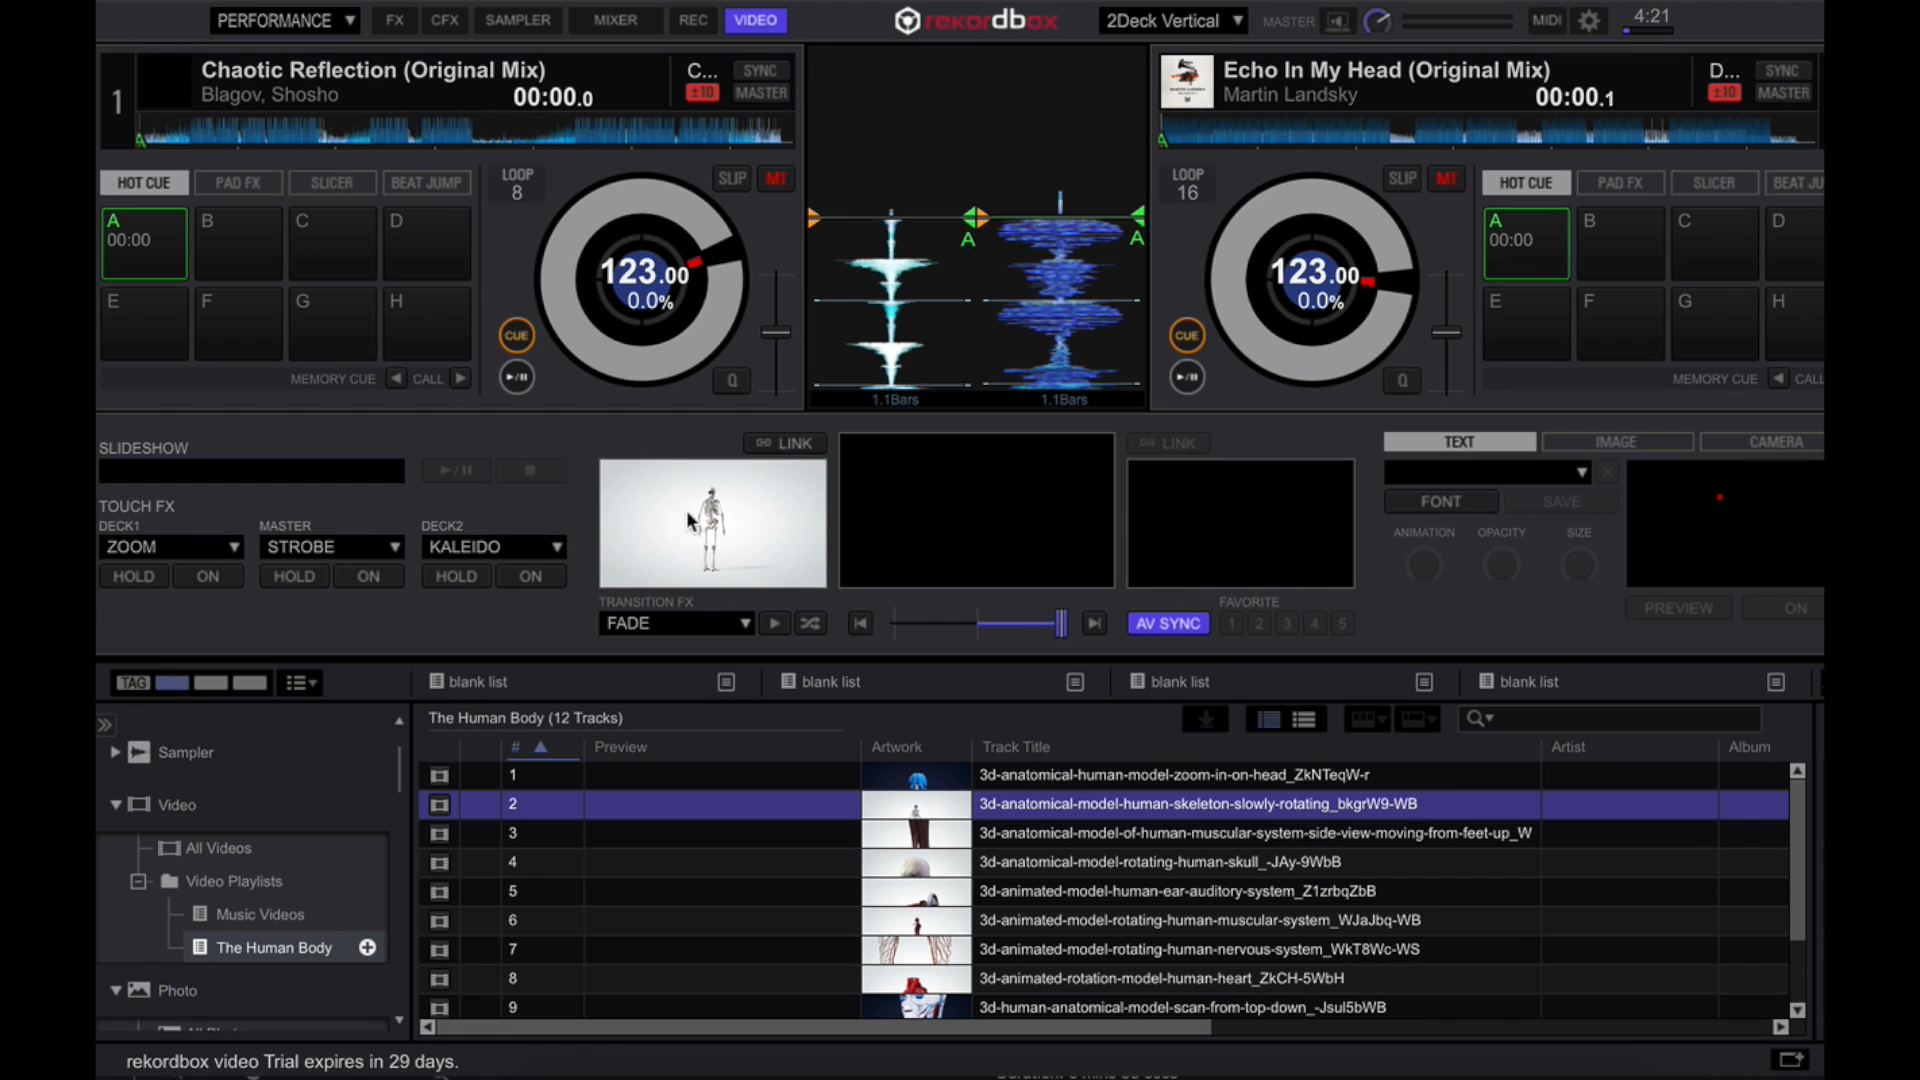 PERFORMANCE FX CFX SAMPLER MIXER REC VIDEO rekordbox 2Deck Vertical MASTER MIDI 4:21
1 Chaotic Reflection (Original Mix) C... SYNC
Blagov, Shosho 00:00.0 ±10 MASTER
Echo In My Head (Original Mix) D... SYNC
Martin Landsky 00:00.1 ±10 MASTER
A
A
HOT CUE PAD FX SLICER BEAT JUMP LOOP 8 SLIP MT
A 00:00 B C D
E F G H
123.00
0.0%
CUE
MEMORY CUE CALL Q
A A
1.1Bars 1.1Bars
LOOP 16 SLIP MT HOT CUE PAD FX SLICER BEAT JU
123.00
0.0%
CUE
Q
A 00:00 B C D
E F G H
MEMORY CUE CALL
SLIDESHOW
LINK LINK
TEXT IMAGE CAMERA
TOUCH FX
DECK1 MASTER DECK2
ZOOM STROBE KALEIDO
HOLD ON HOLD ON HOLD ON
FONT SAVE
ANIMATION OPACITY SIZE
PREVIEW ON
TRANSITION FX
FADE
AV SYNC
FAVORITE
1 2 3 4 5
TAG blank list blank list blank list blank list
Sampler
Video
All Videos
Video Playlists
Music Videos
The Human Body
Photo
The Human Body (12 Tracks)
# Preview Artwork Track Title Artist Album
1 3d-anatomical-human-model-zoom-in-on-head_ZkNTeqW-r
2 3d-anatomical-model-human-skeleton-slowly-rotating_bkgrW9-WB
3 3d-anatomical-model-of-human-muscular-system-side-view-moving-from-feet-up_W
4 3d-anatomical-model-rotating-human-skull_-JAy-9WbB
5 3d-animated-model-human-ear-auditory-system_Z1zrbqZbB
6 3d-animated-model-rotating-human-muscular-system_WJaJbq-WB
7 3d-animated-model-rotating-human-nervous-system_WkT8Wc-WS
8 3d-animated-rotation-model-human-heart_ZkCH-5WbH
9 3d-human-anatomical-model-scan-from-top-down_-Jsul5bWB
rekordbox video Trial expires in 29 days.